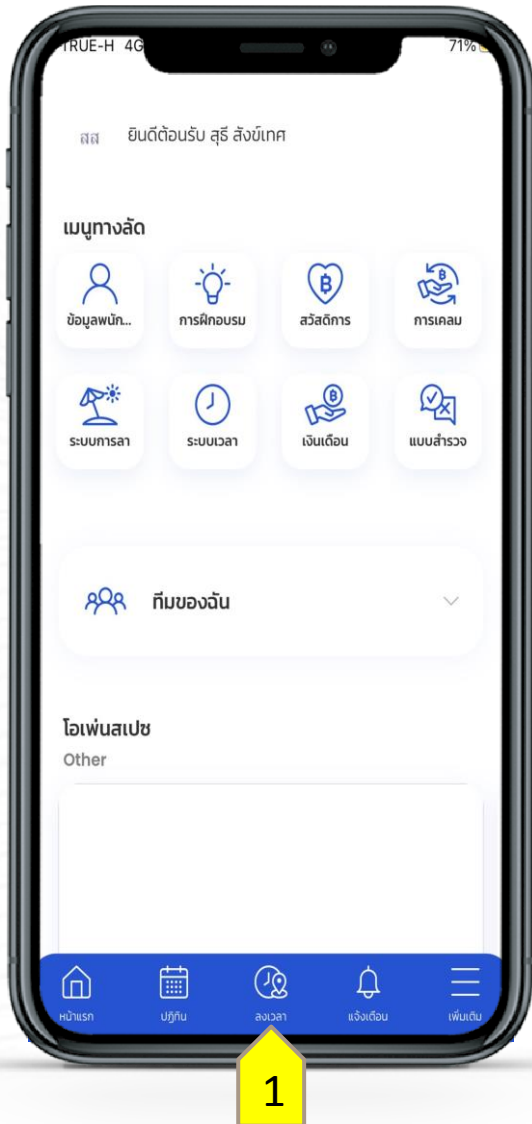 TRUE-H 4G 71%
สส ยินดีต้อนรับ สุธี สังข์เทศ
เมนูทางลัด
ข้อมูลพนัก... การฝึกอบรม สวัสดิการ การเคลม
ระบบการลา ระบบเวลา เงินเดือน แบบสำรวจ
ทีมของฉัน
โอเพ่นสเปซ
Other
หน้าแรก ปฏิทิน ลงเวลา แจ้งเตือน เพิ่มเติม
1